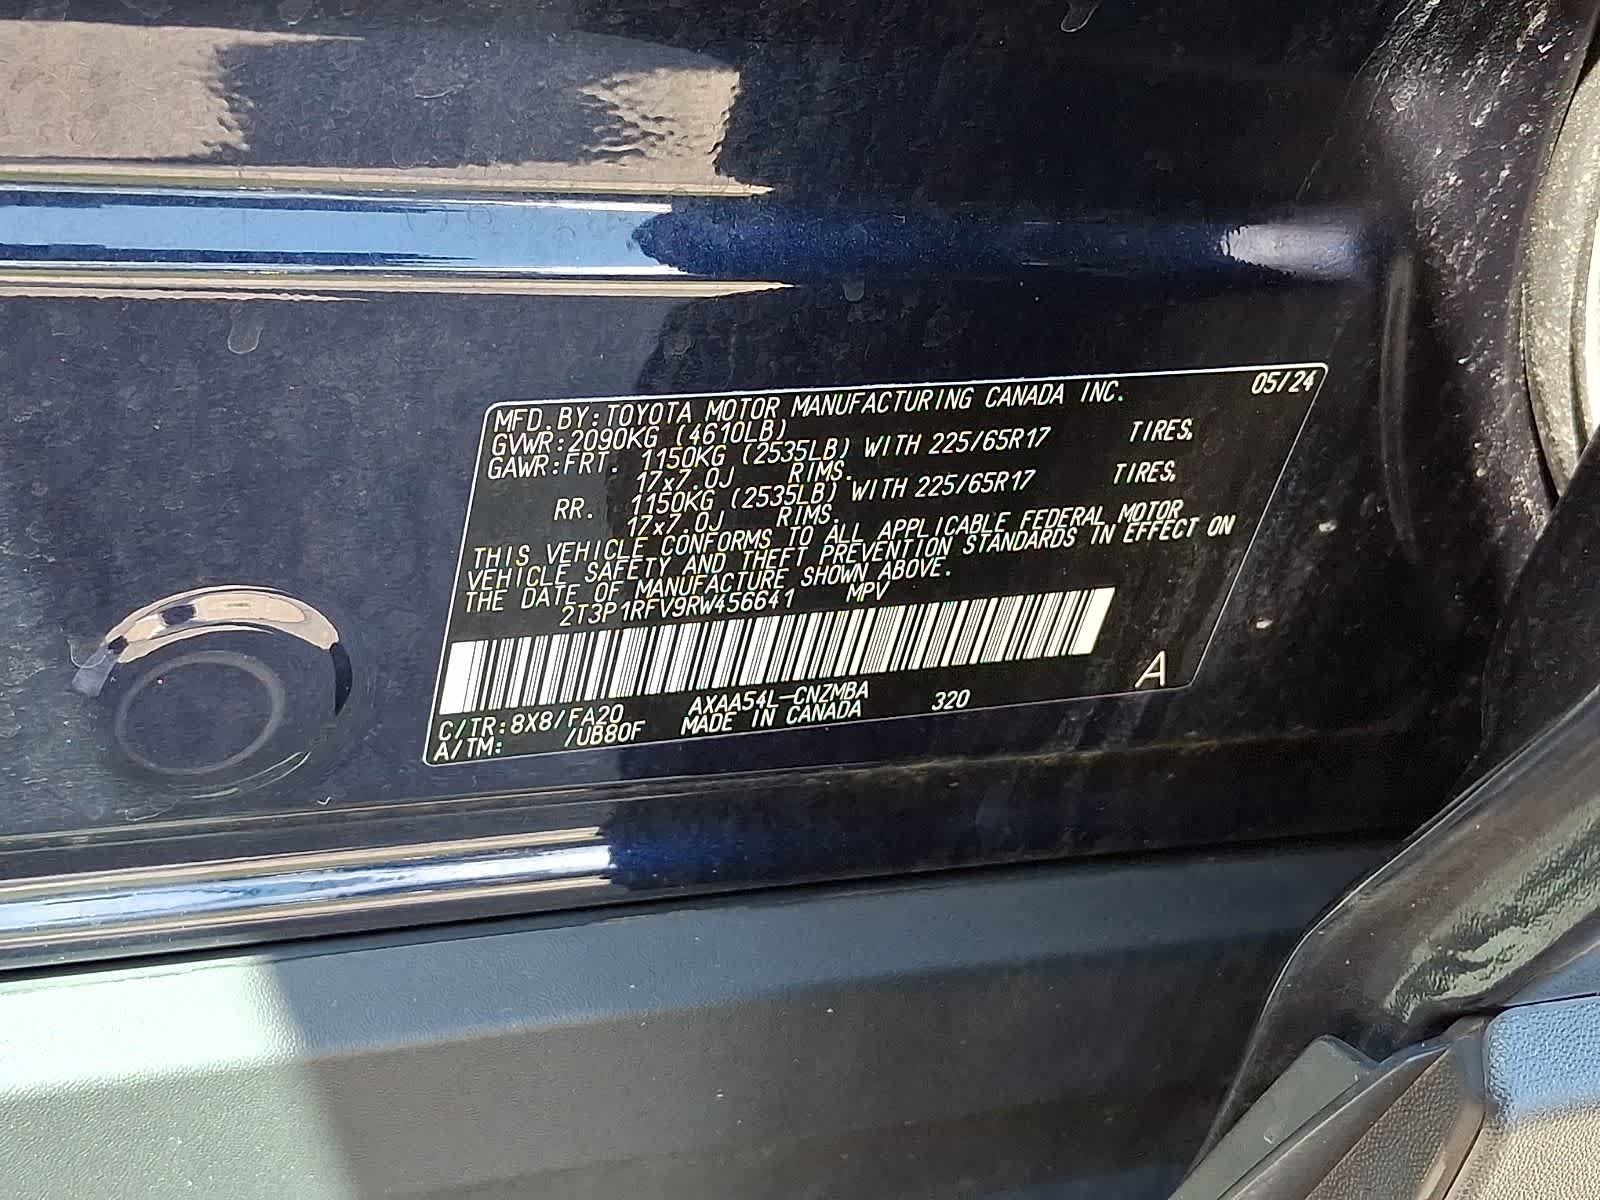 MFD. BY: TOYOTA MOTOR MANUFACTURING CANADA INC. 05/24
GVWR: 2090KG (4610LB)
GAWR: FRT. 1150KG (2535LB) WITH 225/65R17 TIRES,
17x7.0J RIMS.
RR. 1150KG (2535LB) WITH 225/65R17 TIRES,
17x7.0J RIMS.
THIS VEHICLE CONFORMS TO ALL APPLICABLE FEDERAL MOTOR
VEHICLE SAFETY AND THEFT PREVENTION STANDARDS IN EFFECT ON
THE DATE OF MANUFACTURE SHOWN ABOVE.
2T3P1RFV9RW456641 MPV
C/TR: 8X8/FA20 AXAA54L-CNZMBA 320 A
A/TM: /UB80F MADE IN CANADA